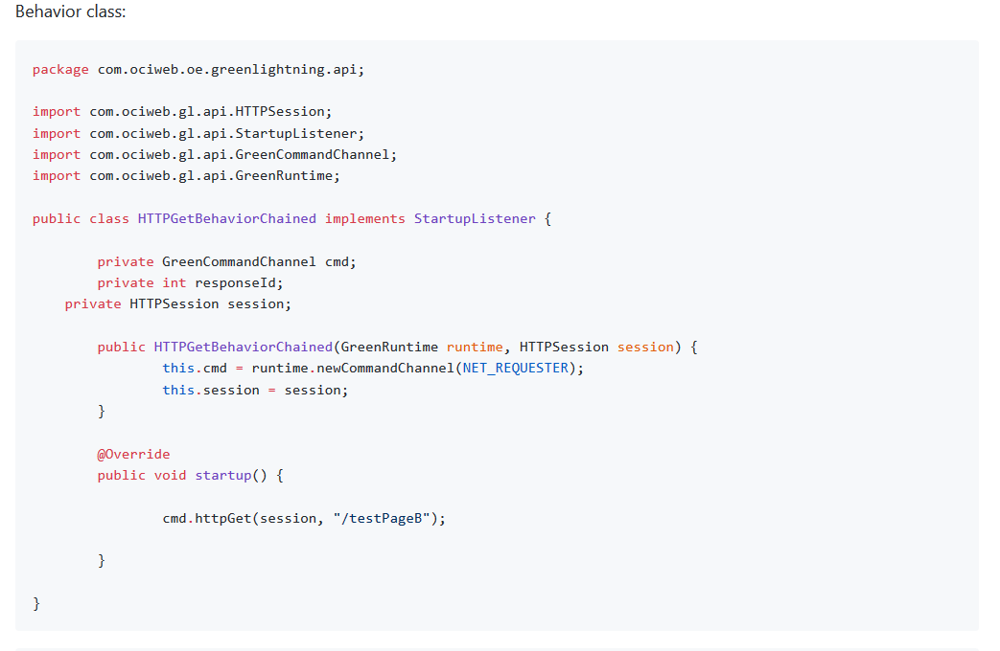 Behavior class:
package com.ociweb.oe.greenlightning.api;
import com.ociweb.gl.api.HTTPSession;
import com.ociweb.gl.api.StartupListener;
import com.ociweb.gl.api.GreenCommandChannel;
import com.ociweb.gl.api.GreenRuntime;
public class HTTPGetBehaviorChained implements StartupListener {
private GreenCommandChannel cmd;
private int responseId;
private HTTPSession session;
public HTTPGetBehaviorChained(GreenRuntime runtime, HTTPSession session) {
this.cmd = runtime.newCommandChannel(NET_REQUESTER);
this.session = session;
}
@Override
public void startup() {
cmd.httpGet(session, "/testPageB");
}
}